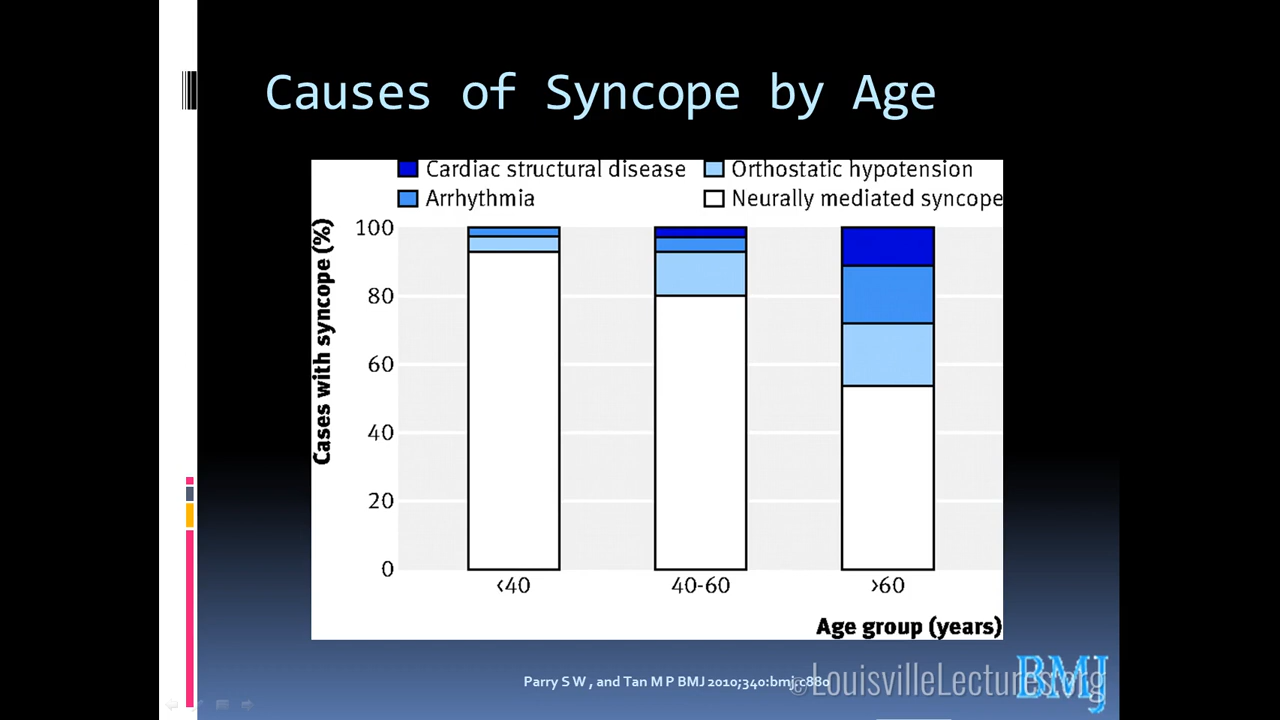 Causes of Syncope by Age
Cardiac structural disease
Orthostatic hypotension
Arrhythmia
Neurally mediated syncope
Cases with syncope (%)
100
80
60
40
20
0
<40
40-60
>60
Age group (years)
Parry S W , and Tan M P BMJ 2010;340:bmj.c880
© LouisvilleLectures.org
BMJ